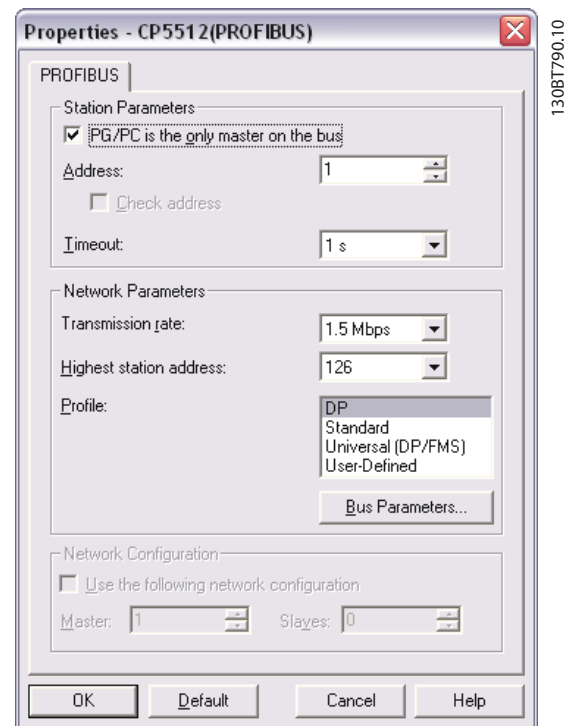 Properties - CP5512(PROFIBUS)
PROFIBUS
Station Parameters
PG/PC is the only master on the bus
Address:
1
Check address
Timeout:
1 s
Network Parameters
Transmission rate:
1.5 Mbps
Highest station address:
126
Profile:
DP
Standard
Universal (DP/FMS)
User-Defined
Bus Parameters...
Network Configuration
Use the following network configuration
Master: 1 Slaves: 0
OK Default Cancel Help
130BT790.10